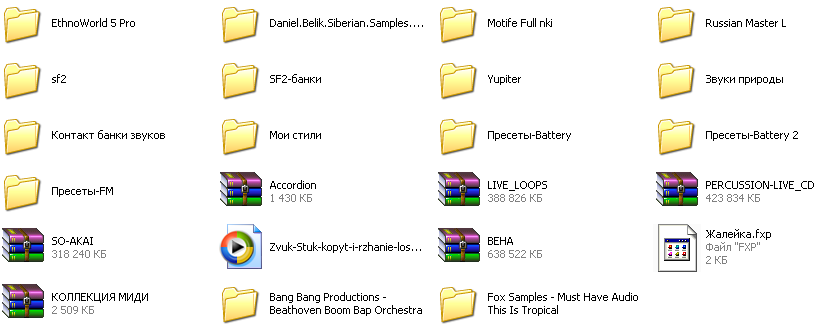 EthnoWorld 5 Pro
Daniel.Belik.Siberian.Samples....
Motife Full nki
Russian Master L
sf2
SF2-банки
Yupiter
Звуки природы
Контакт банки звуков
Мои стили
Пресеты-Battery
Пресеты-Battery 2
Пресеты-FM
Accordion
1 430 КБ
LIVE_LOOPS
388 826 КБ
PERCUSSION-LIVE_CD
423 834 КБ
SO-AKAI
318 240 КБ
Zvuk-Stuk-kopyt-i-rzhanie-los...
ВЕНА
638 522 КБ
Жалейка.fxp
Файл "FXP"
2 КБ
КОЛЛЕКЦИЯ МИДИ
2 509 КБ
Bang Bang Productions -
Beathoven Boom Bap Orchestra
Fox Samples - Must Have Audio
This Is Tropical